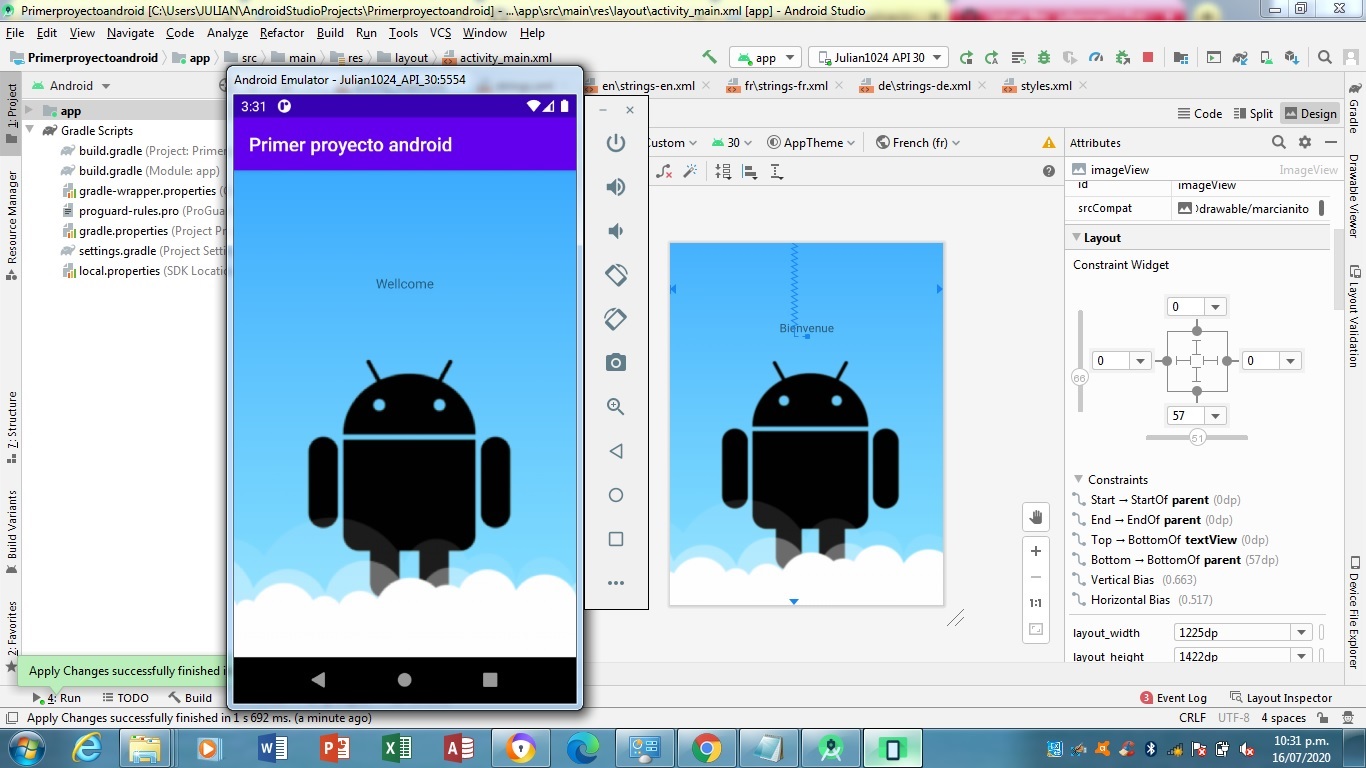 Primerproyectoandroid [C:\Users\JULIAN\AndroidStudioProjects\Primerproyectoandroid] - ...\app\src\main\res\layout\activity_main.xml [app] - Android Studio
File Edit View Navigate Code Analyze Refactor Build Run Tools VCS Window Help
Primerproyectoandroid app src main res layout activity_main.xml
app Julian1024 API 30
Android
en\strings-en.xml fr\strings-fr.xml de\strings-de.xml styles.xml
Code Split Design
1: Project
Resource Manager
7: Structure
Build Variants
2: Favorites
app
Gradle Scripts
build.gradle (Project: Primer
build.gradle (Module: app)
gradle-wrapper.properties (
proguard-rules.pro (ProGua
gradle.properties (Project Pr
settings.gradle (Project Setti
local.properties (SDK Locatio
Android Emulator - Julian1024_API_30:5554
3:31
Primer proyecto android
Wellcome
Custom 30 AppTheme French (fr)
Bienvenue
1:1
Attributes
imageView ImageView
id imageView
srcCompat drawable/marcianito
Layout
Constraint Widget
0
0 0
66
57
51
Constraints
Start → StartOf parent (0dp)
End → EndOf parent (0dp)
Top → BottomOf textView (0dp)
Bottom → BottomOf parent (57dp)
Vertical Bias (0.663)
Horizontal Bias (0.517)
layout_width 1225dp
layout_height 1422dp
Gradle
Drawable Viewer
Layout Validation
Device File Explorer
Apply Changes successfully finished i
4: Run TODO Build
3 Event Log Layout Inspector
Apply Changes successfully finished in 1 s 692 ms. (a minute ago)
CRLF UTF-8 4 spaces
10:31 p.m.
16/07/2020